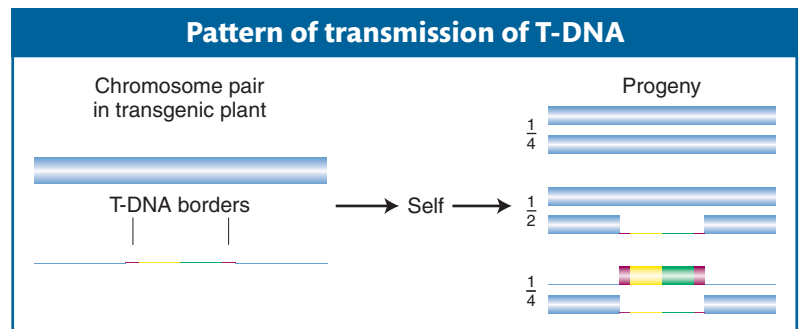 Pattern of transmission of T-DNA
Chromosome pair
in transgenic plant
T-DNA borders
Self
Progeny
1/4
1/2
1/4